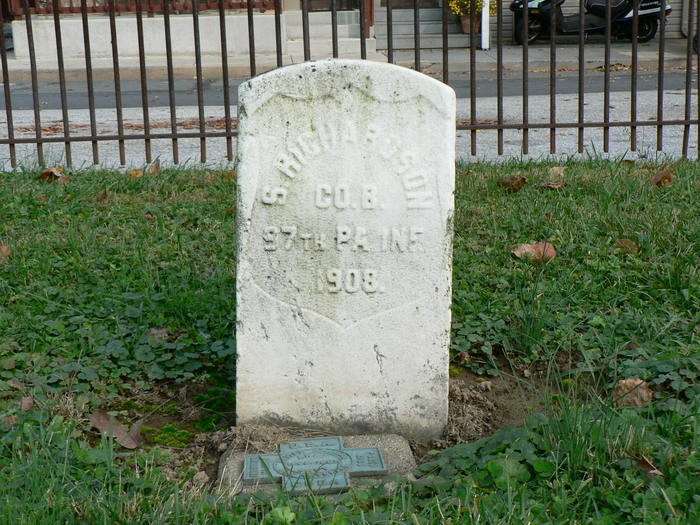 S. RICHARDSON
CO. B.
97TH PA. INF.
1908.